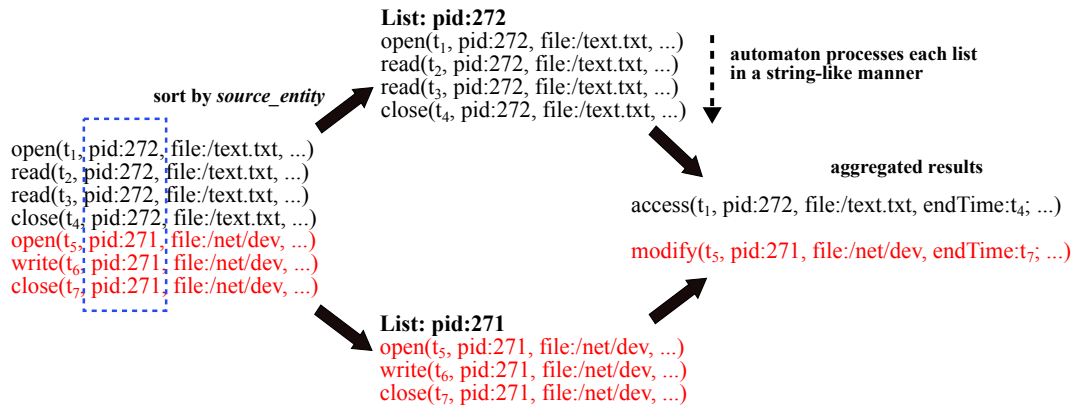 List: pid:272
open(t₁, pid:272, file:/text.txt, ...)
read(t₂, pid:272, file:/text.txt, ...)
read(t₃, pid:272, file:/text.txt, ...)
close(t₄, pid:272, file:/text.txt, ...)
automaton processes each list
in a string-like manner
sort by source_entity
open(t₁, pid:272, file:/text.txt, ...)
read(t₂, pid:272, file:/text.txt, ...)
read(t₃, pid:272, file:/text.txt, ...)
close(t₄, pid:272, file:/text.txt, ...)
open(t₅, pid:271, file:/net/dev, ...)
write(t₆, pid:271, file:/net/dev, ...)
close(t₇, pid:271, file:/net/dev, ...)
aggregated results
access(t₁, pid:272, file:/text.txt, endTime:t₄; ...)
modify(t₅, pid:271, file:/net/dev, endTime:t₇; ...)
List: pid:271
open(t₅, pid:271, file:/net/dev, ...)
write(t₆, pid:271, file:/net/dev, ...)
close(t₇, pid:271, file:/net/dev, ...)